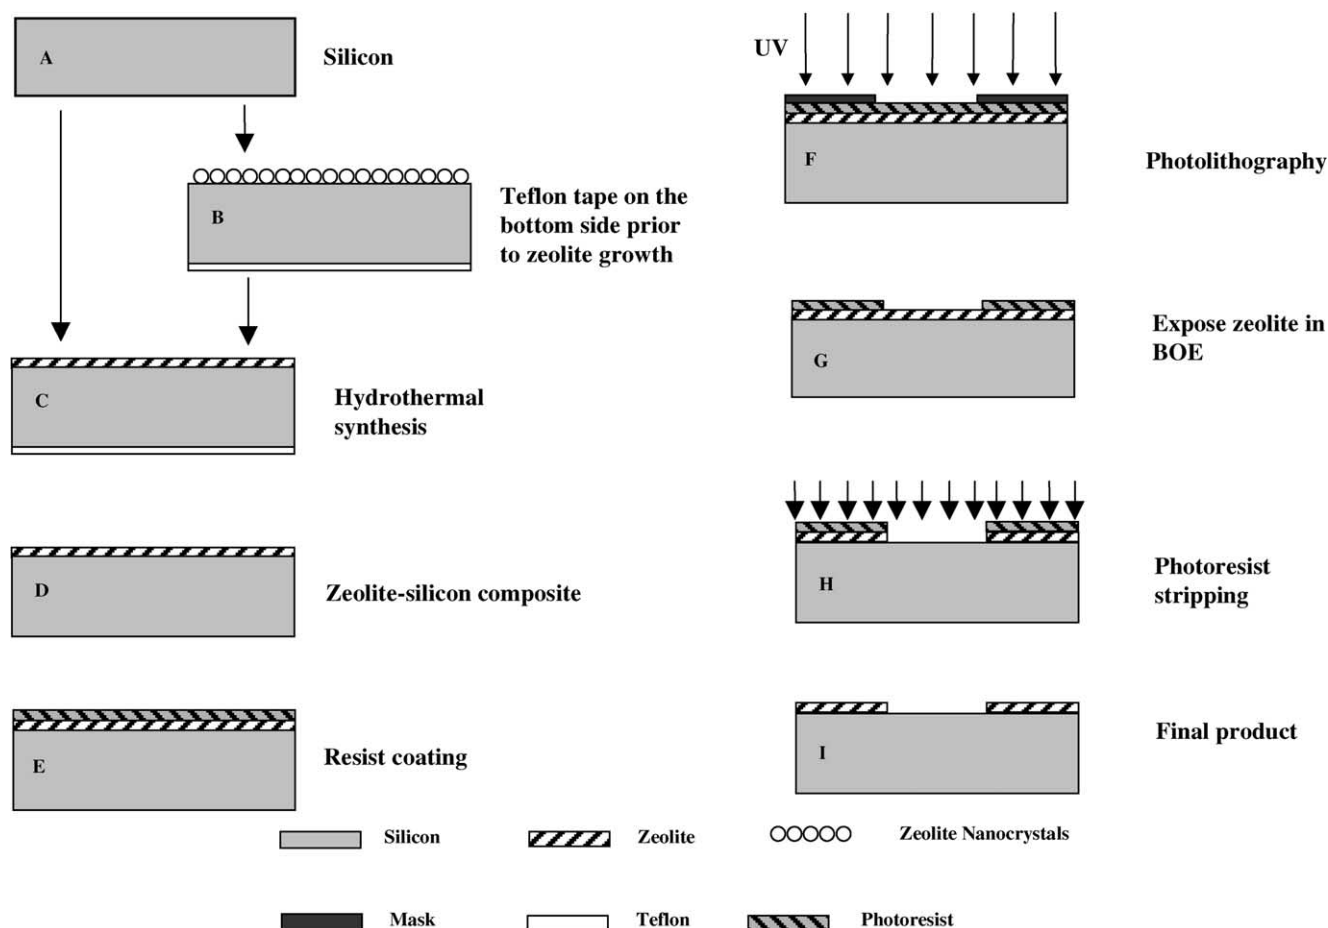 A
Silicon
B
Teflon tape on the
bottom side prior
to zeolite growth
C
Hydrothermal
synthesis
D
Zeolite-silicon composite
E
Resist coating
UV
F
Photolithography
G
Expose zeolite in
BOE
H
Photoresist
stripping
I
Final product
Silicon
Zeolite
Zeolite Nanocrystals
Mask
Teflon
Photoresist